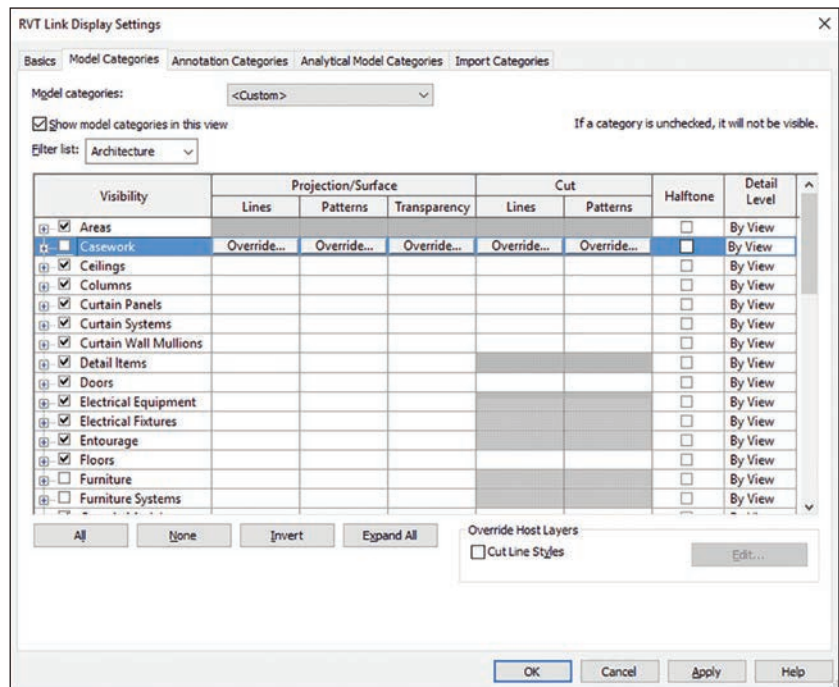 RVT Link Display Settings
Basics Model Categories Annotation Categories Analytical Model Categories Import Categories
Model categories: <Custom>
Show model categories in this view If a category is unchecked, it will not be visible.
Filter list: Architecture
Visibility Projection/Surface Cut Halftone Detail Level
Lines Patterns Transparency Lines Patterns
Areas By View
Casework Override... Override... Override... Override... Override... By View
Ceilings By View
Columns By View
Curtain Panels By View
Curtain Systems By View
Curtain Wall Mullions By View
Detail Items By View
Doors By View
Electrical Equipment By View
Electrical Fixtures By View
Entourage By View
Floors By View
Furniture By View
Furniture Systems By View
All None Invert Expand All Override Host Layers
Cut Line Styles Edit...
OK Cancel Apply Help